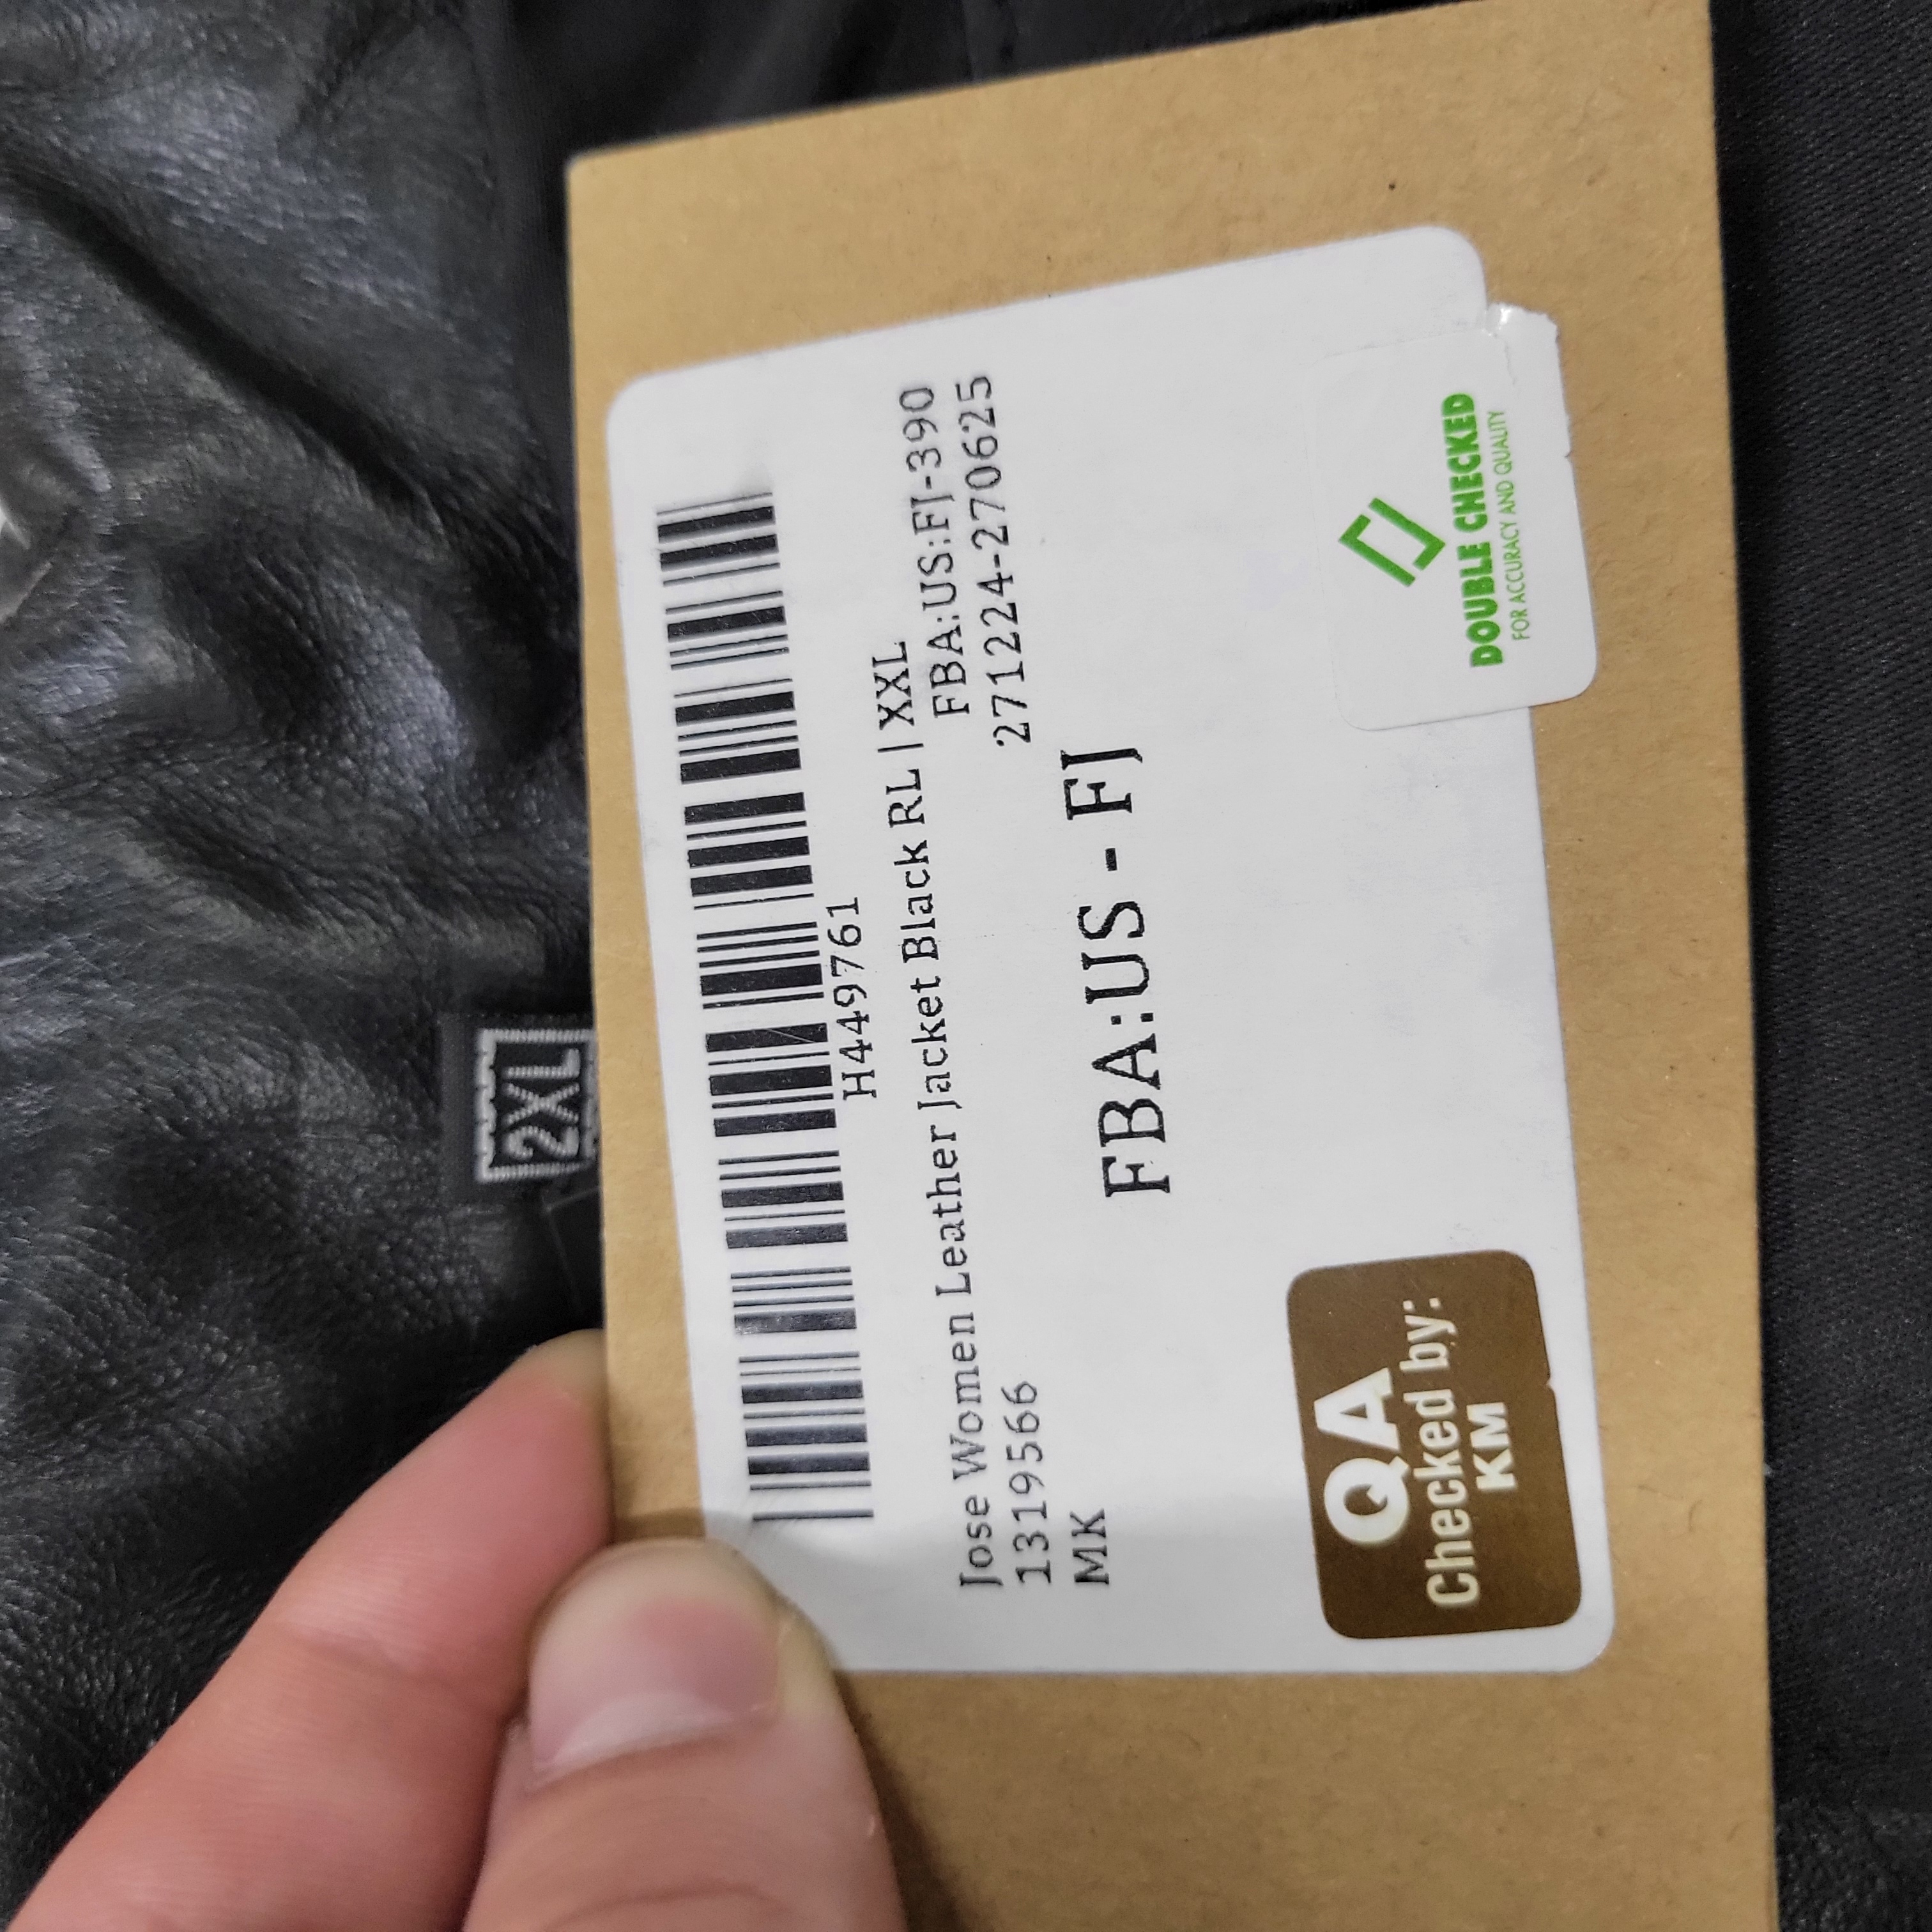 2XL
H449761
Jose Women Leather Jacket Black RL | XXL
1319566
FBA:US:FJ-390
MK
271224-270625
FBA:US - FJ
QA
Checked by:
KM
DOUBLE CHECKED
FOR ACCURACY AND QUALITY